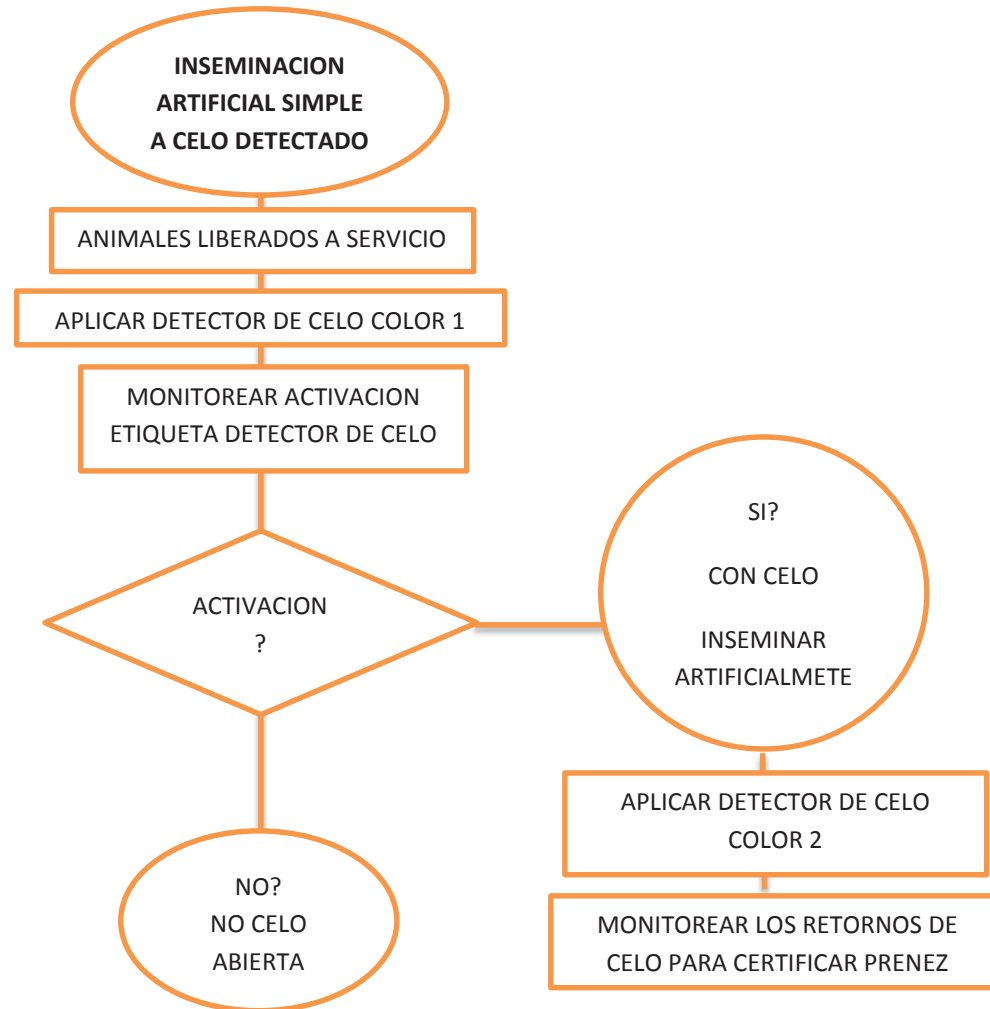 INSEMINACION
ARTIFICIAL SIMPLE
A CELO DETECTADO
ANIMALES LIBERADOS A SERVICIO
APLICAR DETECTOR DE CELO COLOR 1
MONITOREAR ACTIVACION
ETIQUETA DETECTOR DE CELO
ACTIVACION
?
SI?
CON CELO
INSEMINAR
ARTIFICIALMETE
APLICAR DETECTOR DE CELO
COLOR 2
MONITOREAR LOS RETORNOS DE
CELO PARA CERTIFICAR PRENEZ
NO?
NO CELO
ABIERTA